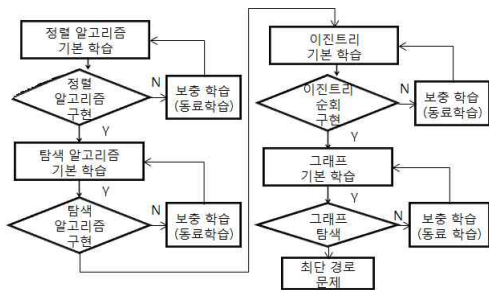 정렬 알고리즘
기본 학습
정렬
알고리즘
구현
N
보충 학습
(동료학습)
Y
탐색 알고리즘
기본 학습
Y
탐색
알고리즘
구현
N
보충 학습
(동료학습)
이진트리
기본 학습
이진트리
순회
구현
N
보충 학습
(동료학습)
Y
그래프
기본 학습
Y
그래프
탐색
N
보충 학습
(동료 학습)
Y
최단 경로
문제